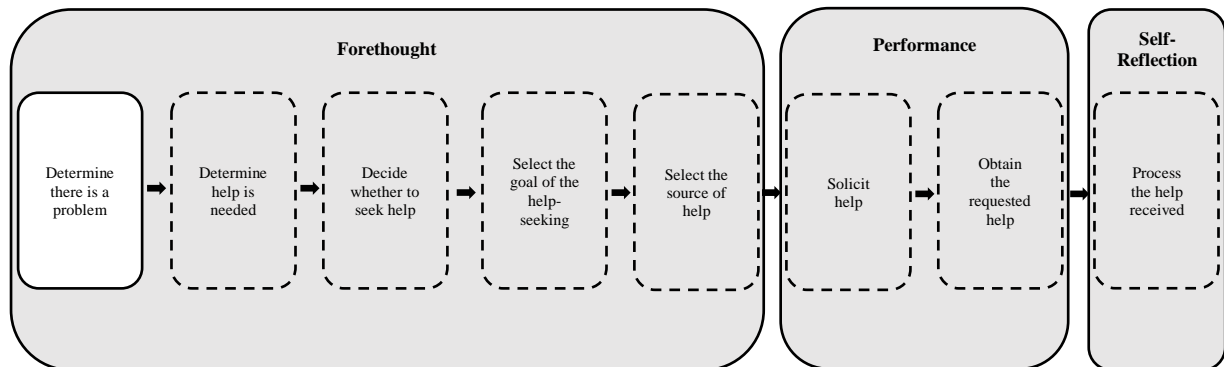 Forethought
Determine
there is a
problem
Determine
help is
needed
Decide
whether to
seek help
Select the
goal of the
help-
seeking
Select the
source of
help
Performance
Solicit
help
Obtain
the
requested
help
Self-
Reflection
Process
the help
received